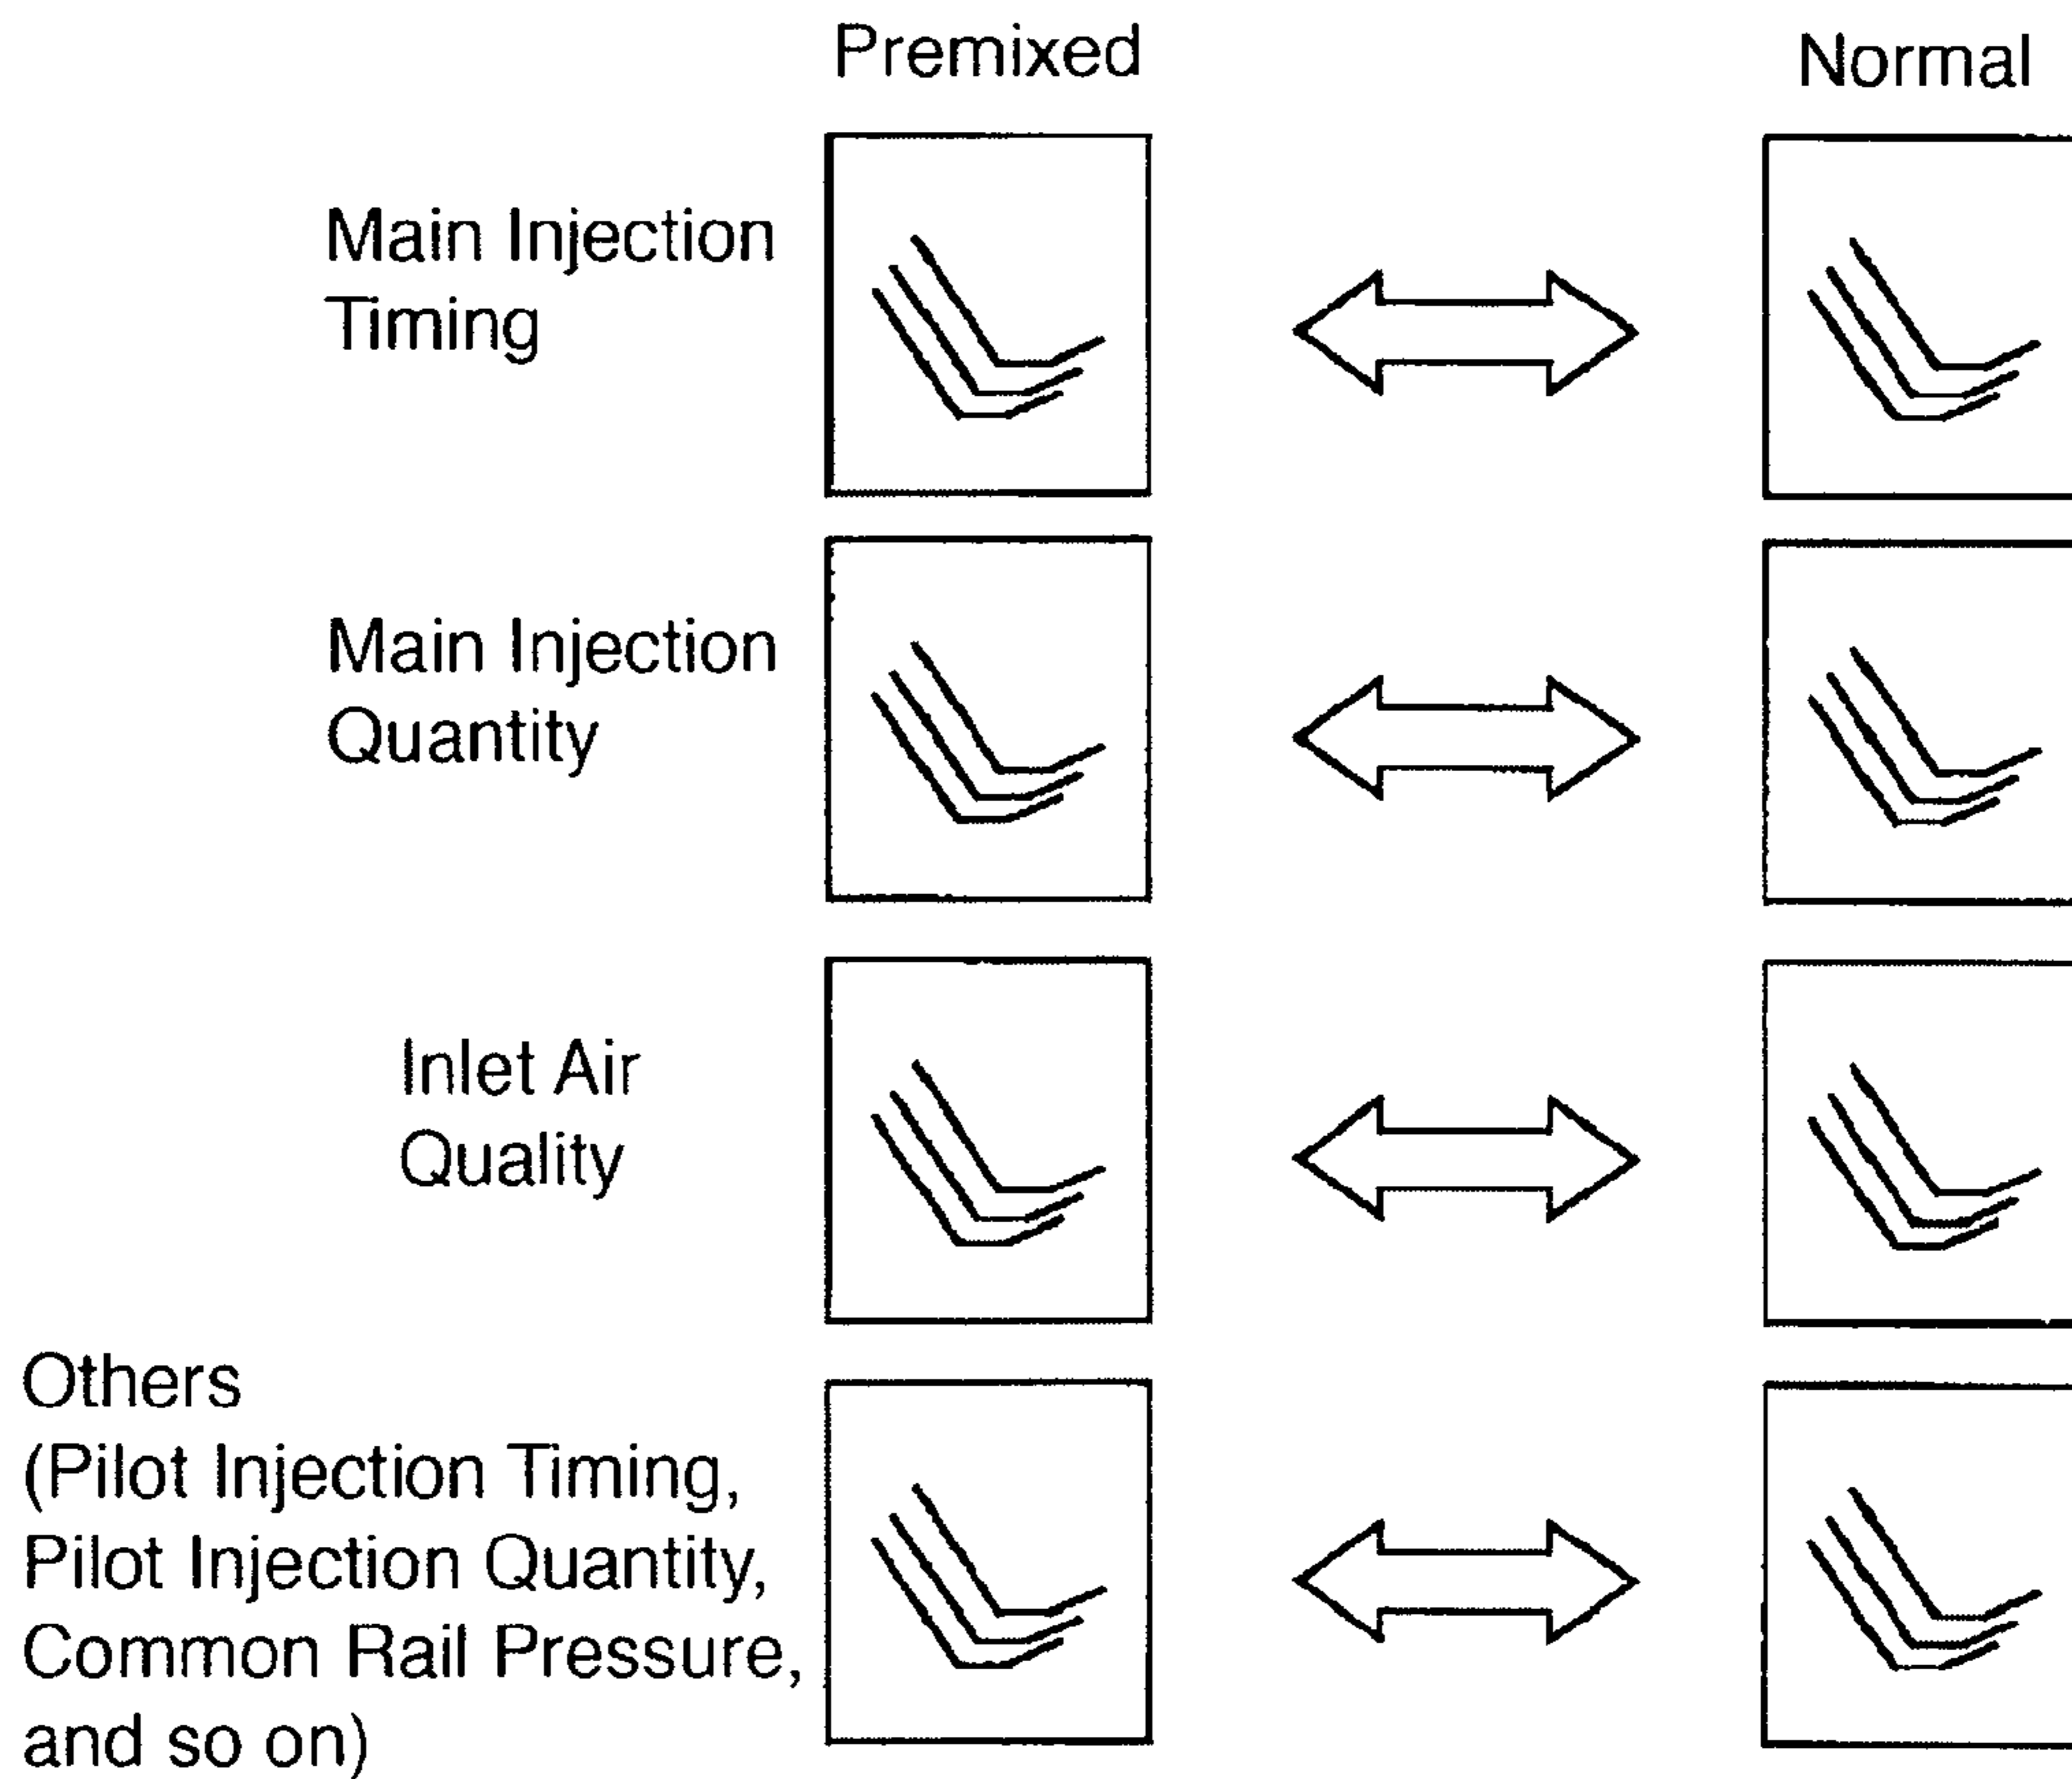 Premixed
Normal
Main Injection
Timing
Main Injection
Quantity
Inlet Air
Quality
Others
(Pilot Injection Timing,
Pilot Injection Quantity,
Common Rail Pressure,
and so on)